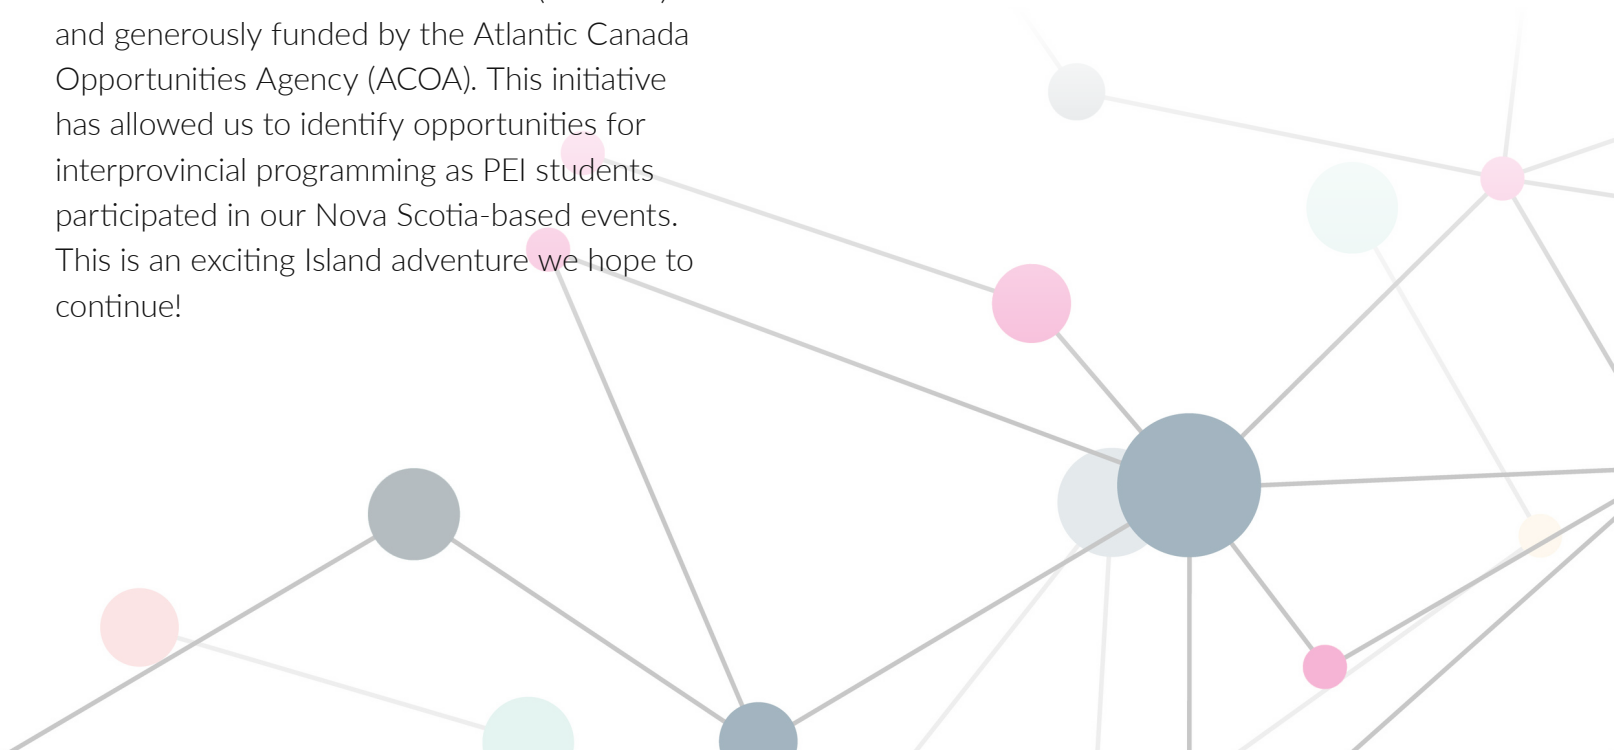 and generously funded by the Atlantic Canada
Opportunities Agency (ACOA). This initiative
has allowed us to identify opportunities for
interprovincial programming as PEI students
participated in our Nova Scotia-based events.
This is an exciting Island adventure we hope to
continue!